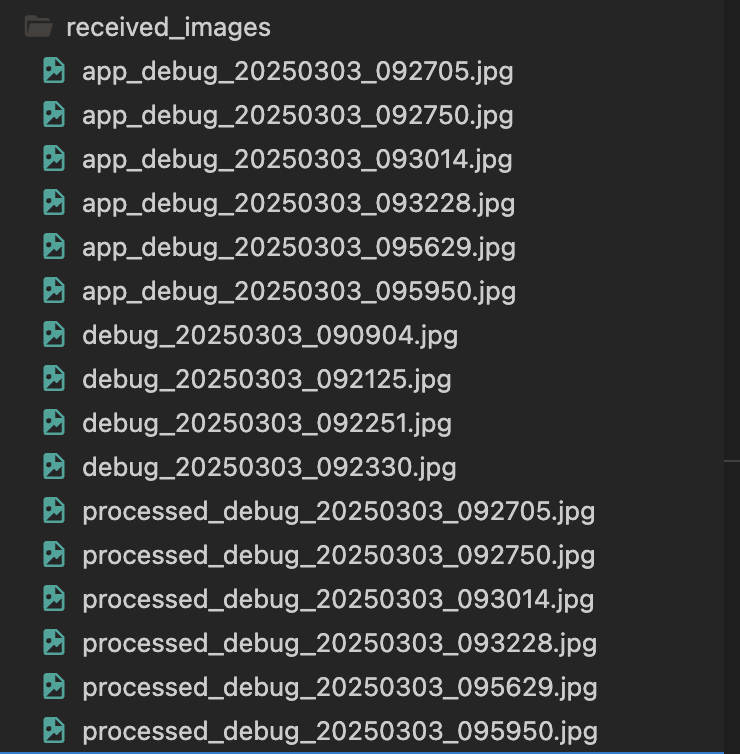 received_images
app_debug_20250303_092705.jpg
app_debug_20250303_092750.jpg
app_debug_20250303_093014.jpg
app_debug_20250303_093228.jpg
app_debug_20250303_095629.jpg
app_debug_20250303_095950.jpg
debug_20250303_090904.jpg
debug_20250303_092125.jpg
debug_20250303_092251.jpg
debug_20250303_092330.jpg
processed_debug_20250303_092705.jpg
processed_debug_20250303_092750.jpg
processed_debug_20250303_093014.jpg
processed_debug_20250303_093228.jpg
processed_debug_20250303_095629.jpg
processed_debug_20250303_095950.jpg